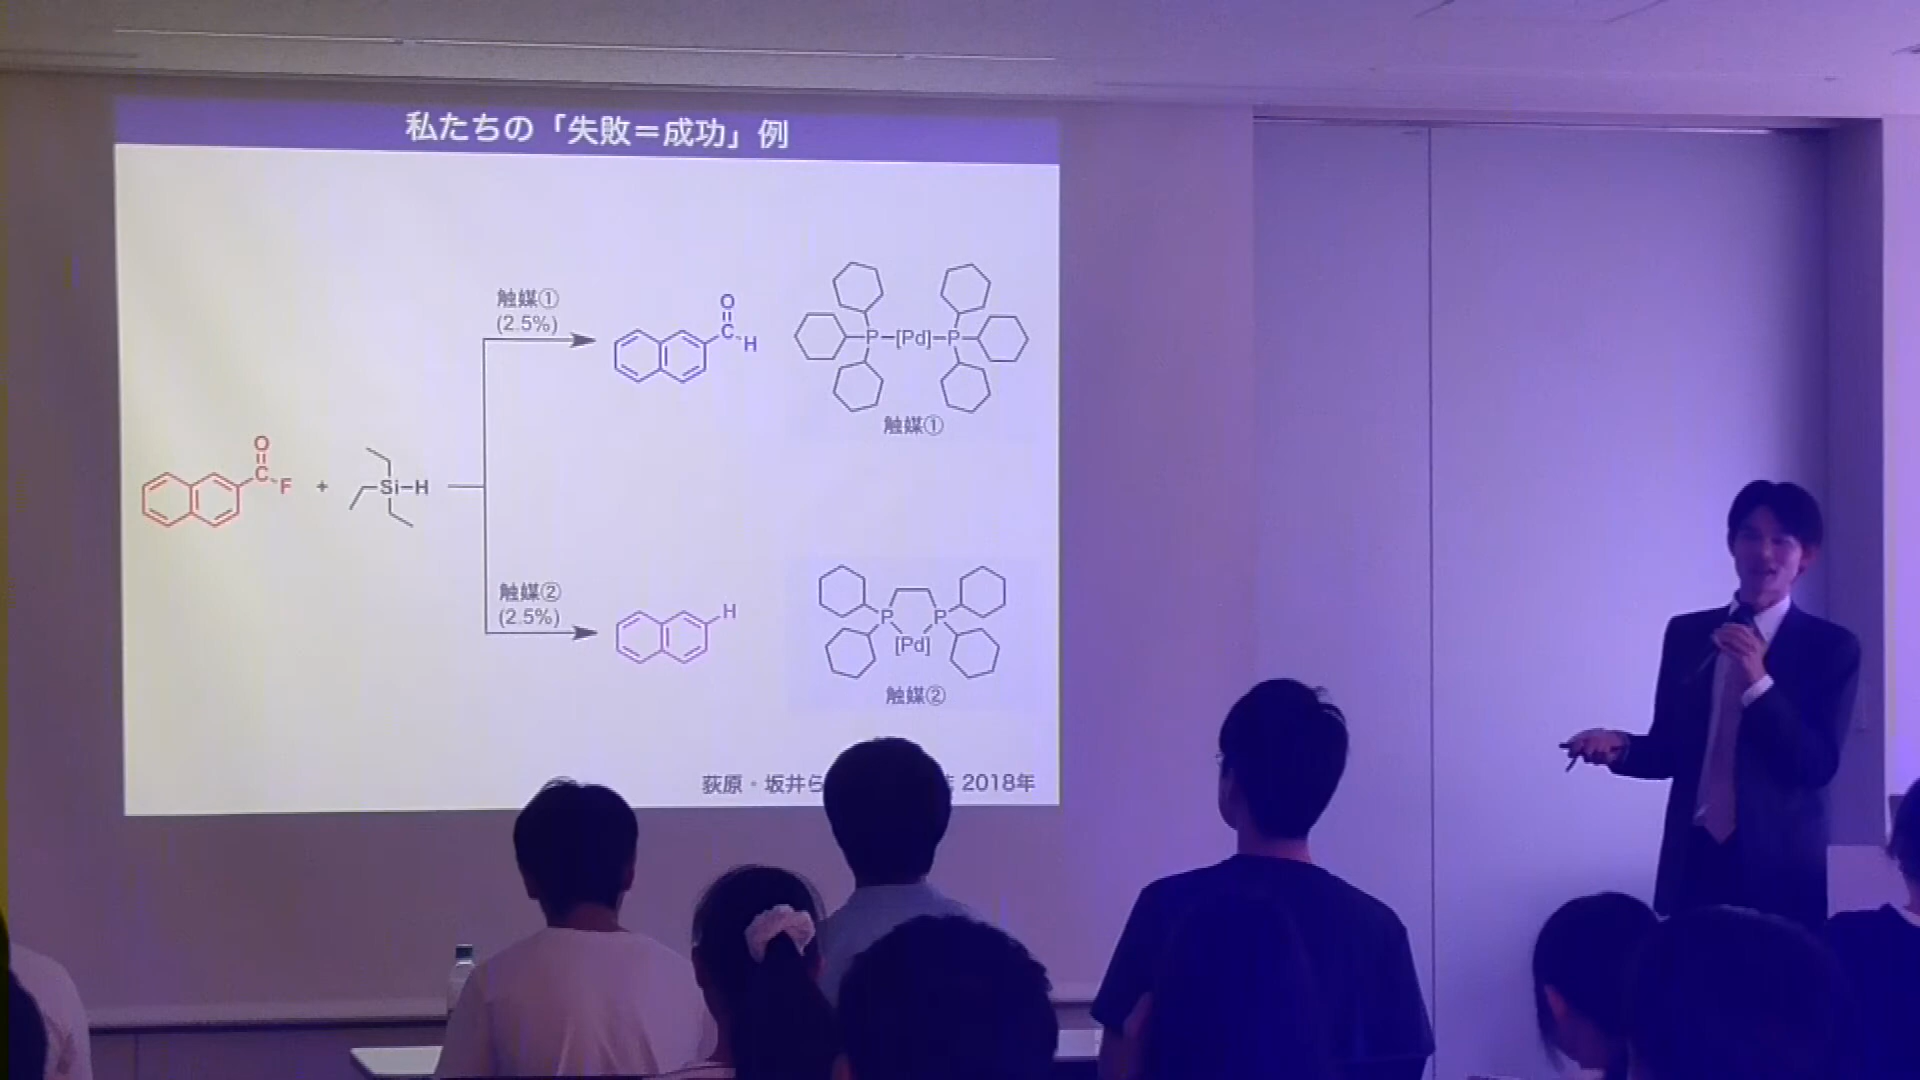 私たちの「失敗＝成功」例
触媒①
(2.5%)
O
C
H
P
[Pd]
P
触媒①
O
C
F
+
Si
H
触媒②
(2.5%)
H
P
P
[Pd]
触媒②
荻原・坂井ら
2018年